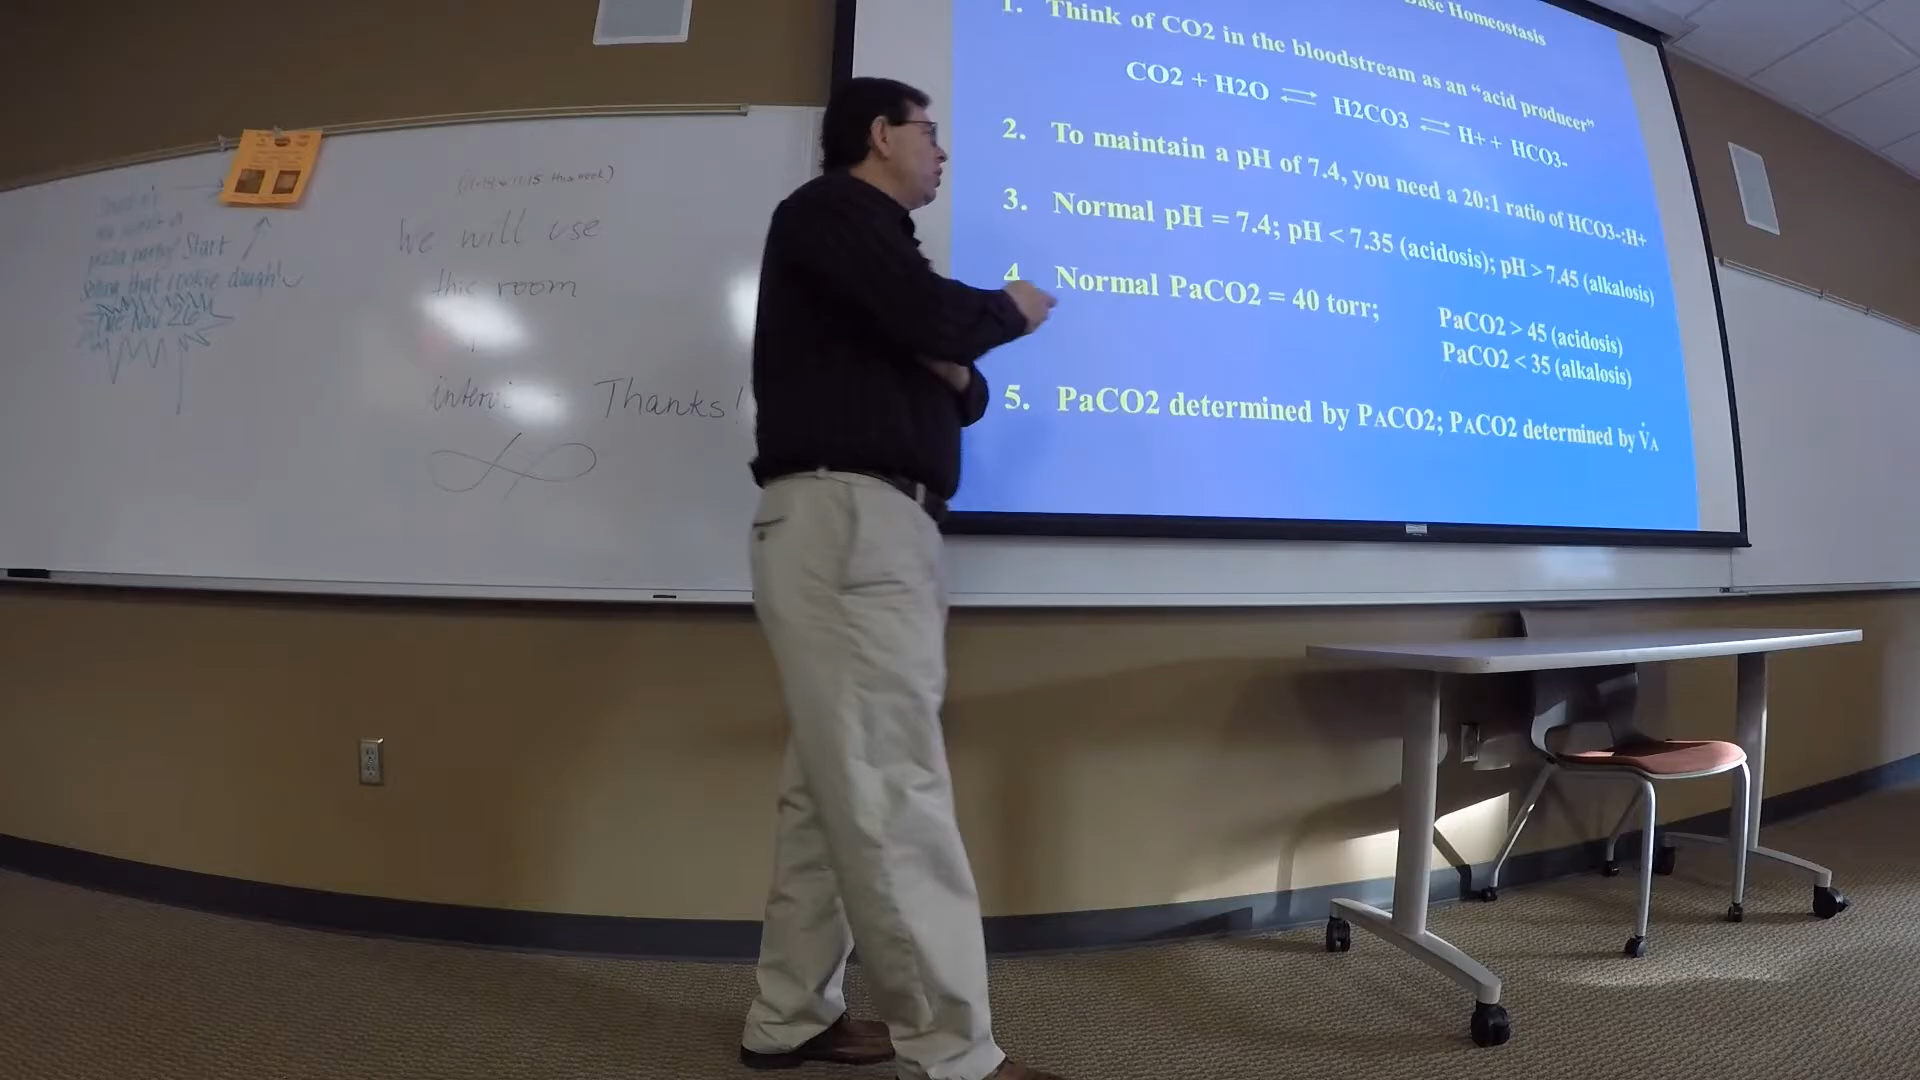 Base Homeostasis
1. Think of CO2 in the bloodstream as an “acid producer”
CO2 + H2O ⇌ H2CO3 ⇌ H+ + HCO3-
2. To maintain a pH of 7.4, you need a 20:1 ratio of HCO3-:H+
3. Normal pH = 7.4; pH < 7.35 (acidosis); pH > 7.45 (alkalosis)
4. Normal PaCO2 = 40 torr;
PaCO2 > 45 (acidosis)
PaCO2 < 35 (alkalosis)
5. PaCO2 determined by PACO2; PACO2 determined by V̇A
pizza party! Start
selling that cookie dough!
Tue Nov 26
this week)
We will use
this room
Thanks!